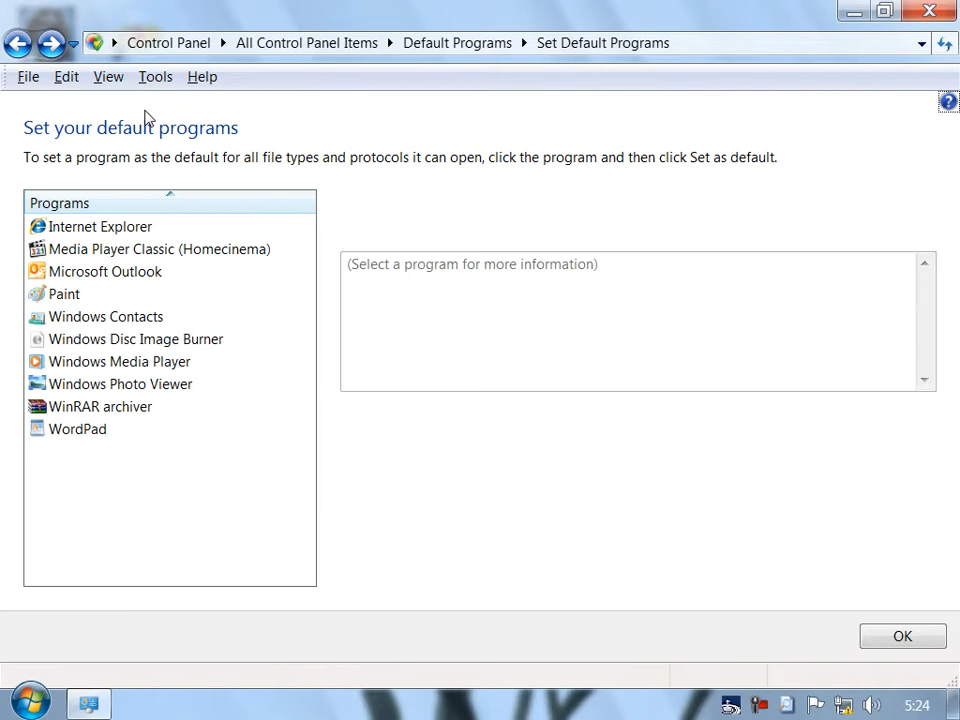 Control Panel All Control Panel Items Default Programs Set Default Programs
File Edit View Tools Help
Set your default programs
To set a program as the default for all file types and protocols it can open, click the program and then click Set as default.
Programs
Internet Explorer
Media Player Classic (Homecinema)
Microsoft Outlook
Paint
Windows Contacts
Windows Disc Image Burner
Windows Media Player
Windows Photo Viewer
WinRAR archiver
WordPad
(Select a program for more information)
OK
5:24